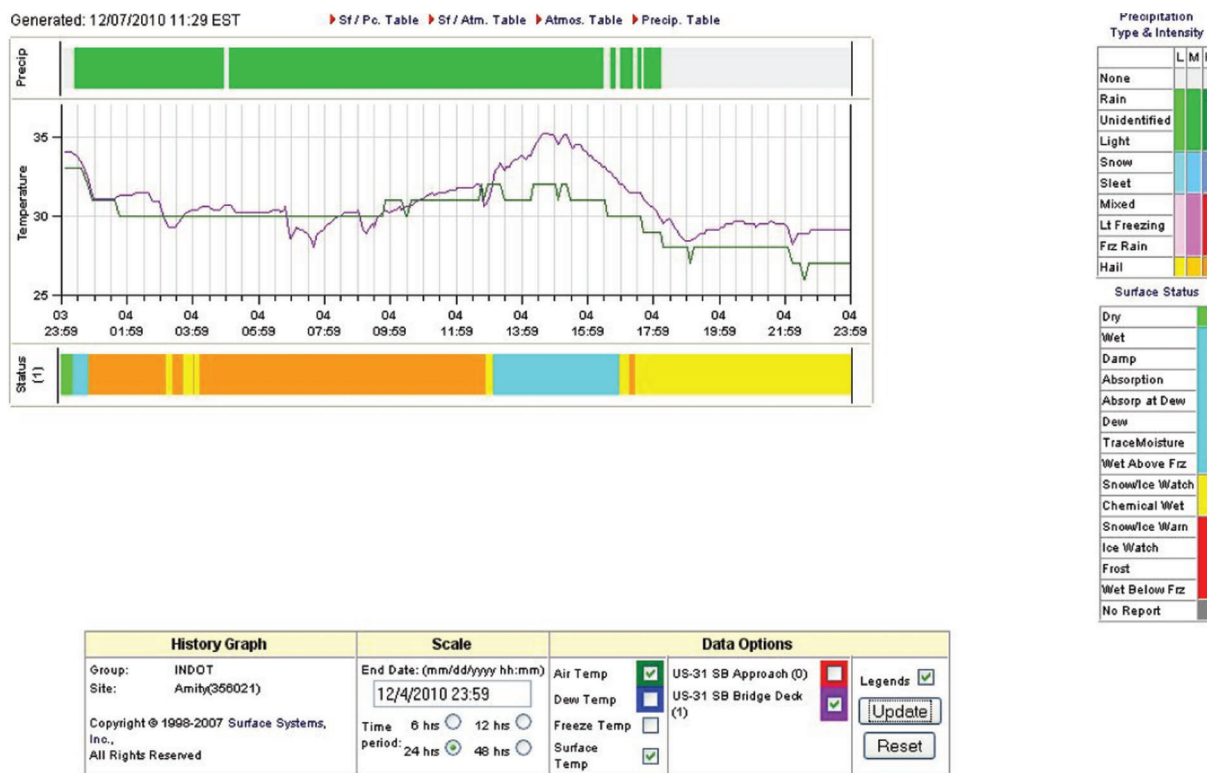 Generated: 12/07/2010 11:29 EST
Sf / Pc. Table Sf / Atm. Table Atmos. Table Precip. Table
Precip
Temperature
35
30
25
03 04 04 04 04 04 04 04 04 04 04 04 04
23:59 01:59 03:59 05:59 07:59 09:59 11:59 13:59 15:59 17:59 19:59 21:59 23:59
Status
(1)
Precipitation
Type & Intensity
L M
None
Rain
Unidentified
Light
Snow
Sleet
Mixed
Lt Freezing
Frz Rain
Hail
Surface Status
Dry
Wet
Damp
Absorption
Absorp at Dew
Dew
TraceMoisture
Wet Above Frz
Snow/Ice Watch
Chemical Wet
Snow/Ice Warn
Ice Watch
Frost
Wet Below Frz
No Report
History Graph
Group: INDOT
Site: Amity(356021)
Copyright © 1998-2007 Surface Systems,
Inc.,
All Rights Reserved
Scale
End Date: (mm/dd/yyyy hh:mm)
12/4/2010 23:59
Time 6 hrs 12 hrs
period: 24 hrs 48 hrs
Data Options
Air Temp
Dew Temp
Freeze Temp
Surface
Temp
US-31 SB Approach (0)
US-31 SB Bridge Deck
(1)
Legends
Update
Reset